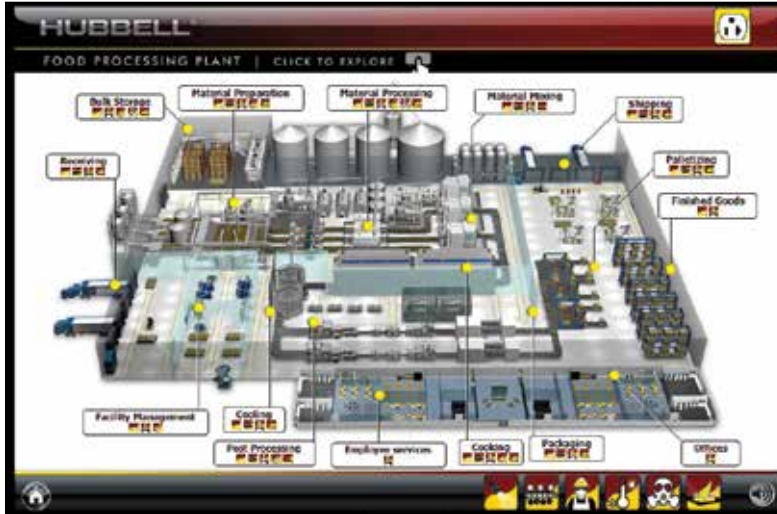 HUBBELL
FOOD PROCESSING PLANT | CLICK TO EXPLORE
Material Preparation
Material Processing
Material Mixing
Bulk Storage
Shipping
Receiving
Palletizing
Finished Goods
Facility Management
Cooling
Post Processing
Employee services
Cooking
Packaging
Offices